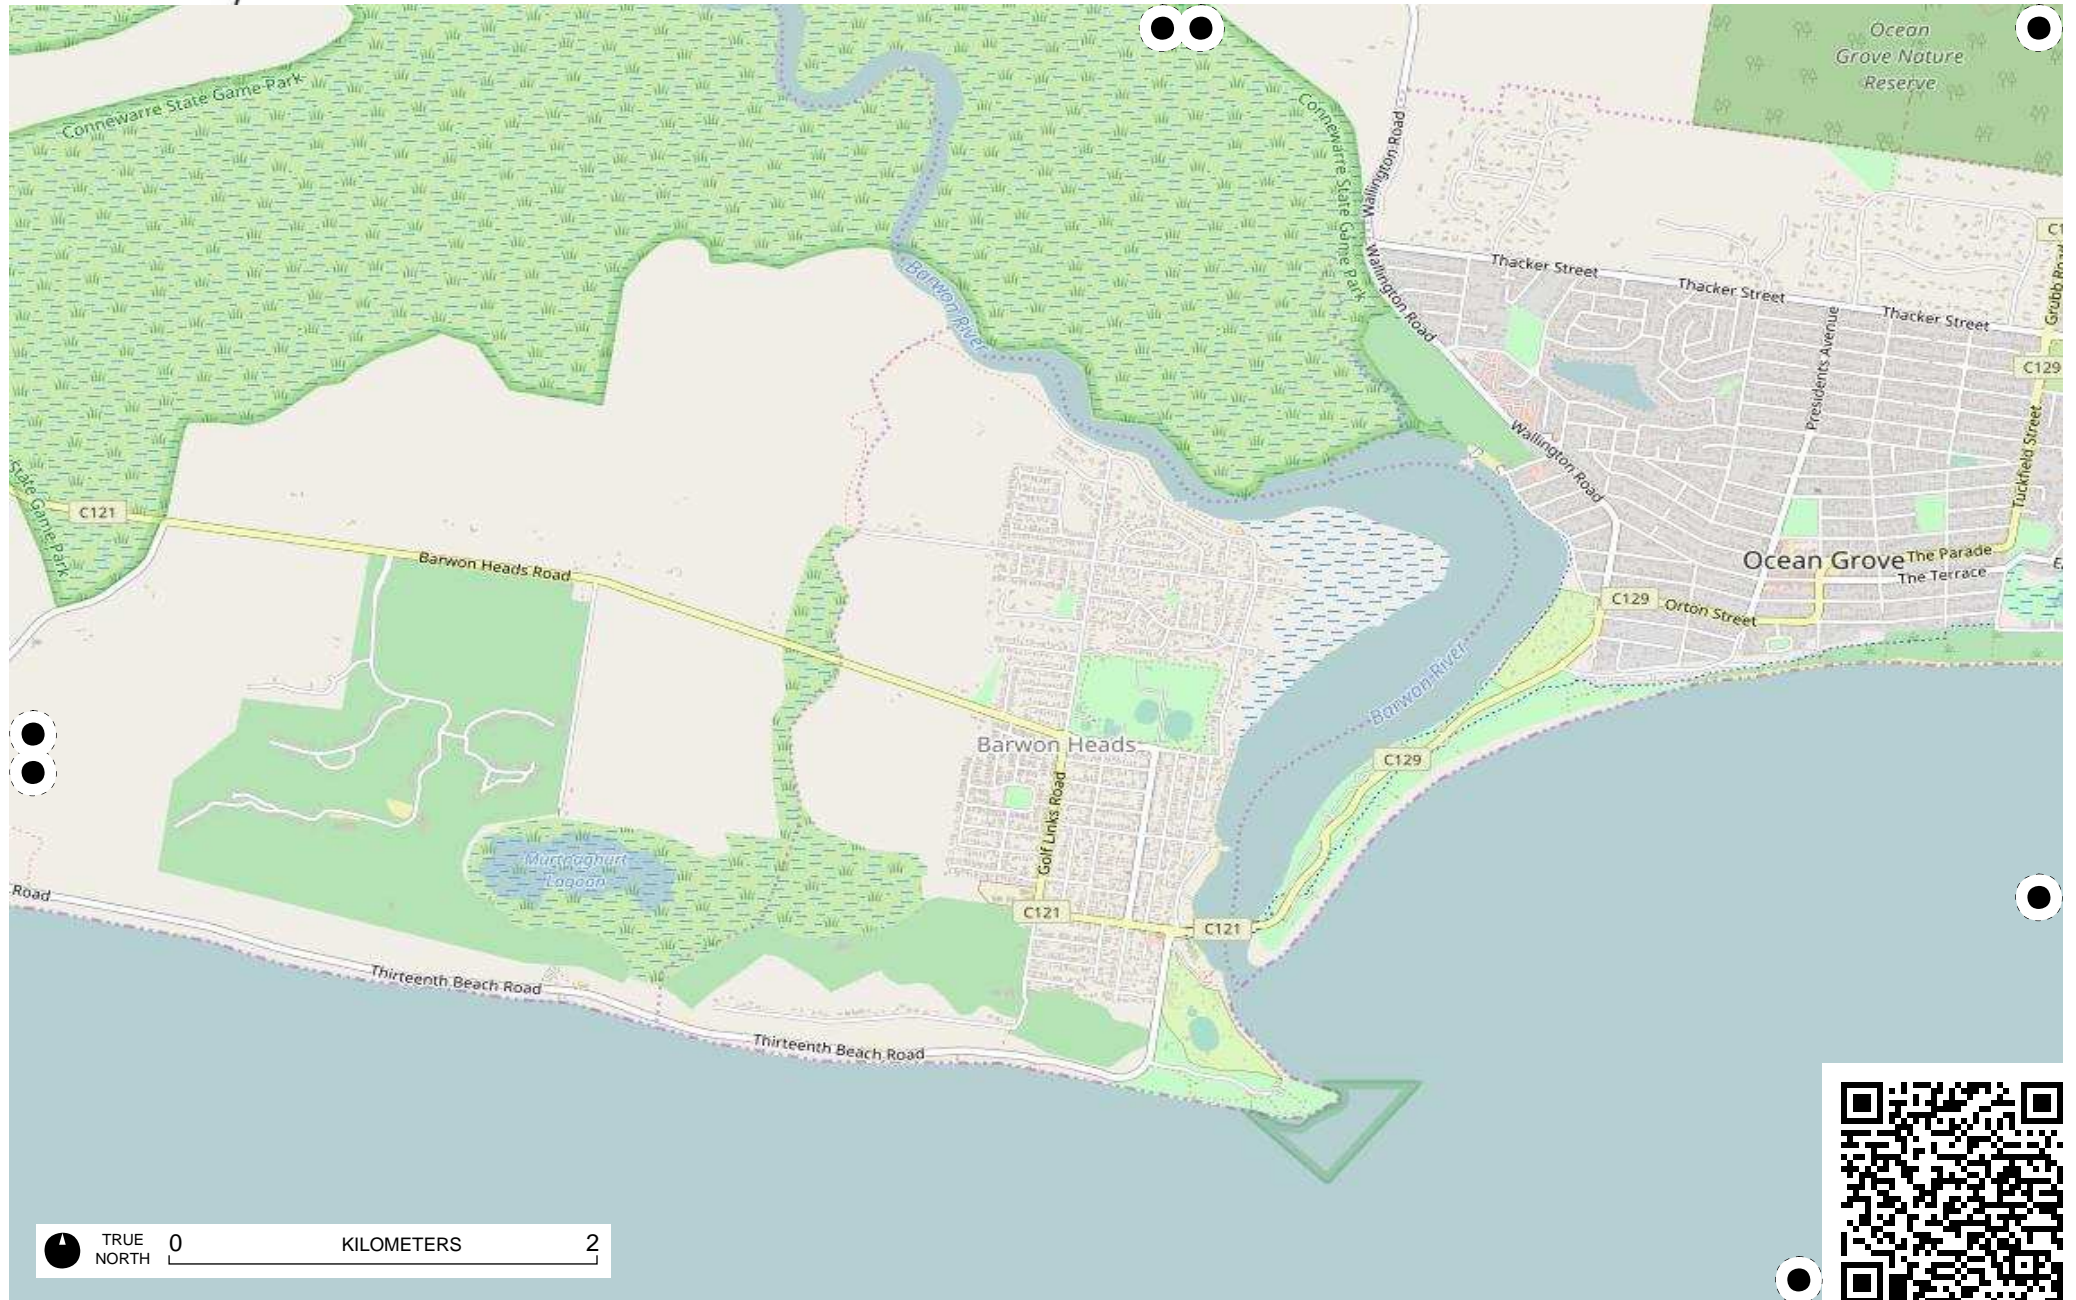 Ocean
Grove Nature
Reserve
Connewarre State Game Park
Connewarre State Game Park
Wallington Road
Wallington Road
Thacker Street
Thacker Street
Thacker Street
Grubb Road
C129
Barwon River
Presidents Avenue
Tuckfield Street
Wallington Road
State Game Park
C121
Barwon Heads Road
Ocean Grove
The Parade
The Terrace
C129
Orton Street
Barwon River
Barwon Heads
C129
Golf Links Road
Murtnaghurt
Lagoon
Road
C121
C121
Thirteenth Beach Road
Thirteenth Beach Road
TRUE
NORTH
0 KILOMETERS 2